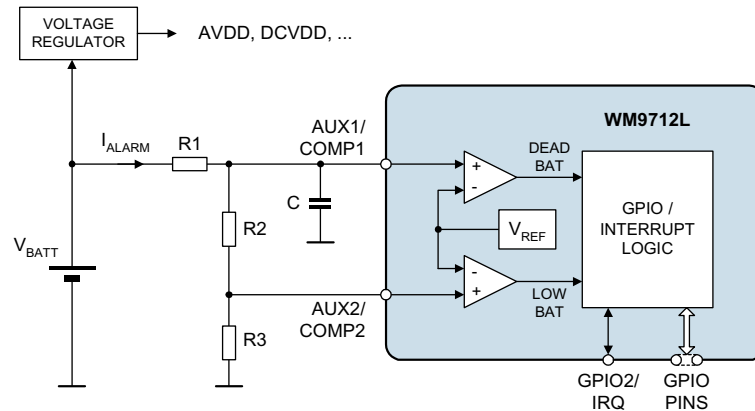 VOLTAGE
REGULATOR
AVDD, DCVDD, ...
WM9712L
I_ALARM
R1
AUX1/
COMP1
+
-
DEAD
BAT
C
R2
V_REF
GPIO /
INTERRUPT
LOGIC
V_BATT
-
+
LOW
BAT
AUX2/
COMP2
R3
GPIO2/
IRQ
GPIO
PINS